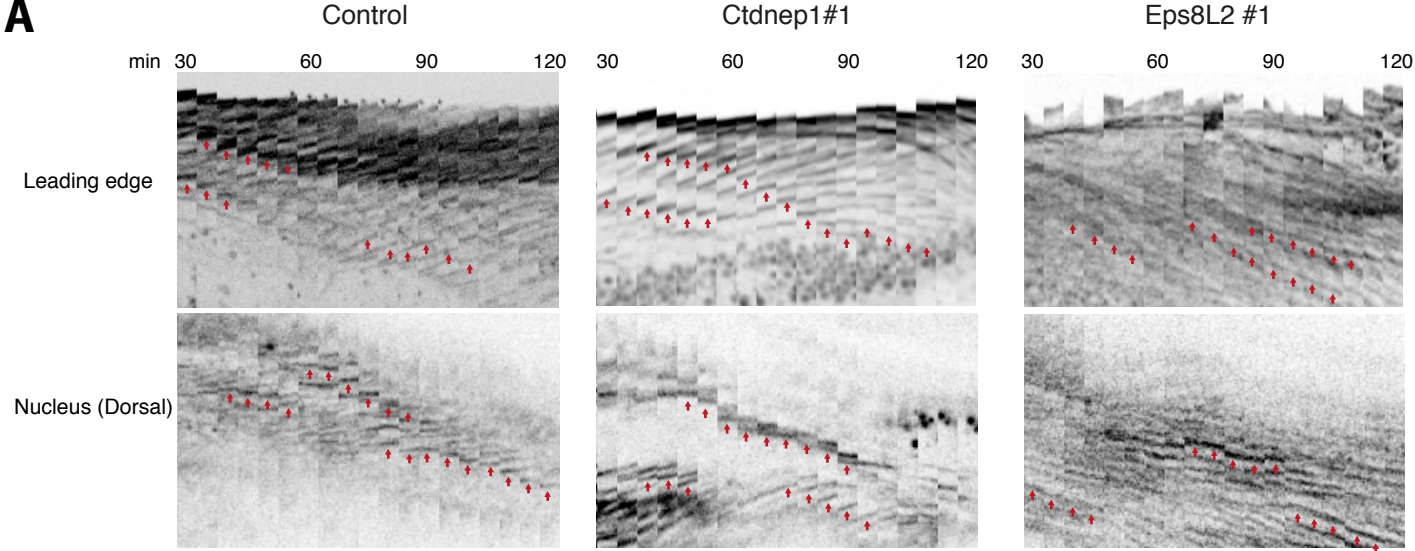 A
Control Ctdnep1#1 Eps8L2 #1
min 30 60 90 120 30 60 90 120 30 60 90 120
Leading edge
Nucleus (Dorsal)